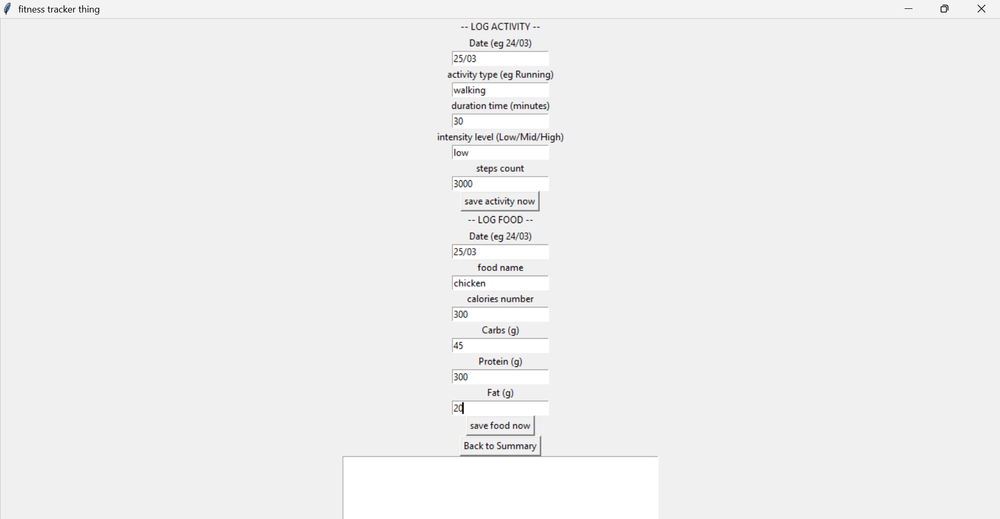 fitness tracker thing
-- LOG ACTIVITY --
Date (eg 24/03)
25/03
activity type (eg Running)
walking
duration time (minutes)
30
intensity level (Low/Mid/High)
low
steps count
3000
save activity now
-- LOG FOOD --
Date (eg 24/03)
25/03
food name
chicken
calories number
300
Carbs (g)
45
Protein (g)
300
Fat (g)
20
save food now
Back to Summary